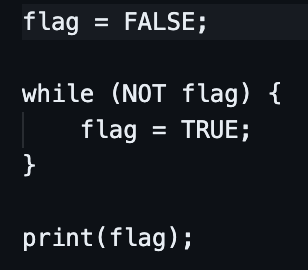 flag = FALSE;
while (NOT flag) {
    flag = TRUE;
}
print(flag);